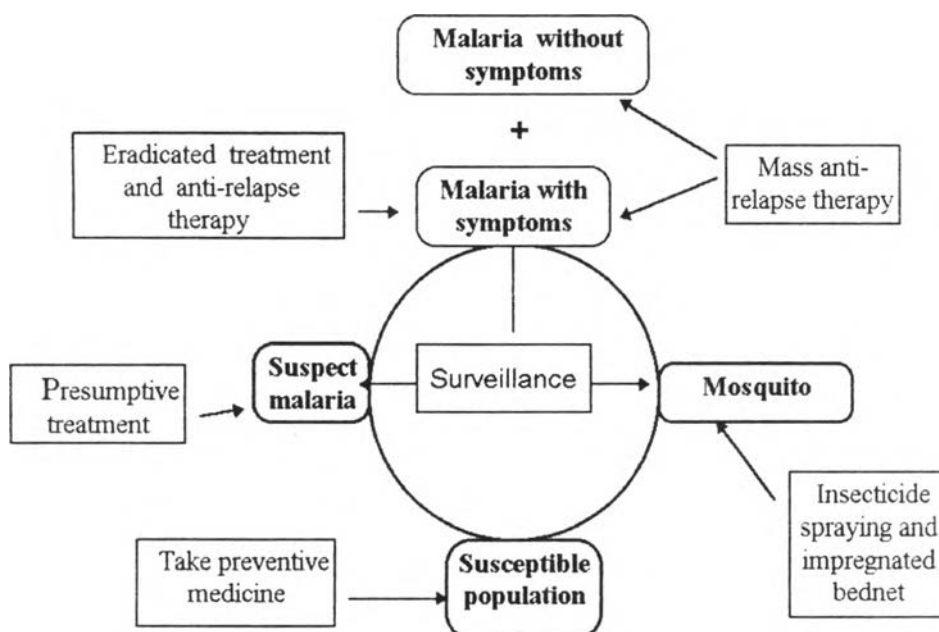 Malaria without
symptoms
+
Eradicated treatment
and anti-relapse
therapy
Malaria with
symptoms
Mass anti-
relapse therapy
Suspect
malaria
Surveillance
Mosquito
Presumptive
treatment
Insecticide
spraying and
impregnated
bednet
Take preventive
medicine
Susceptible
population